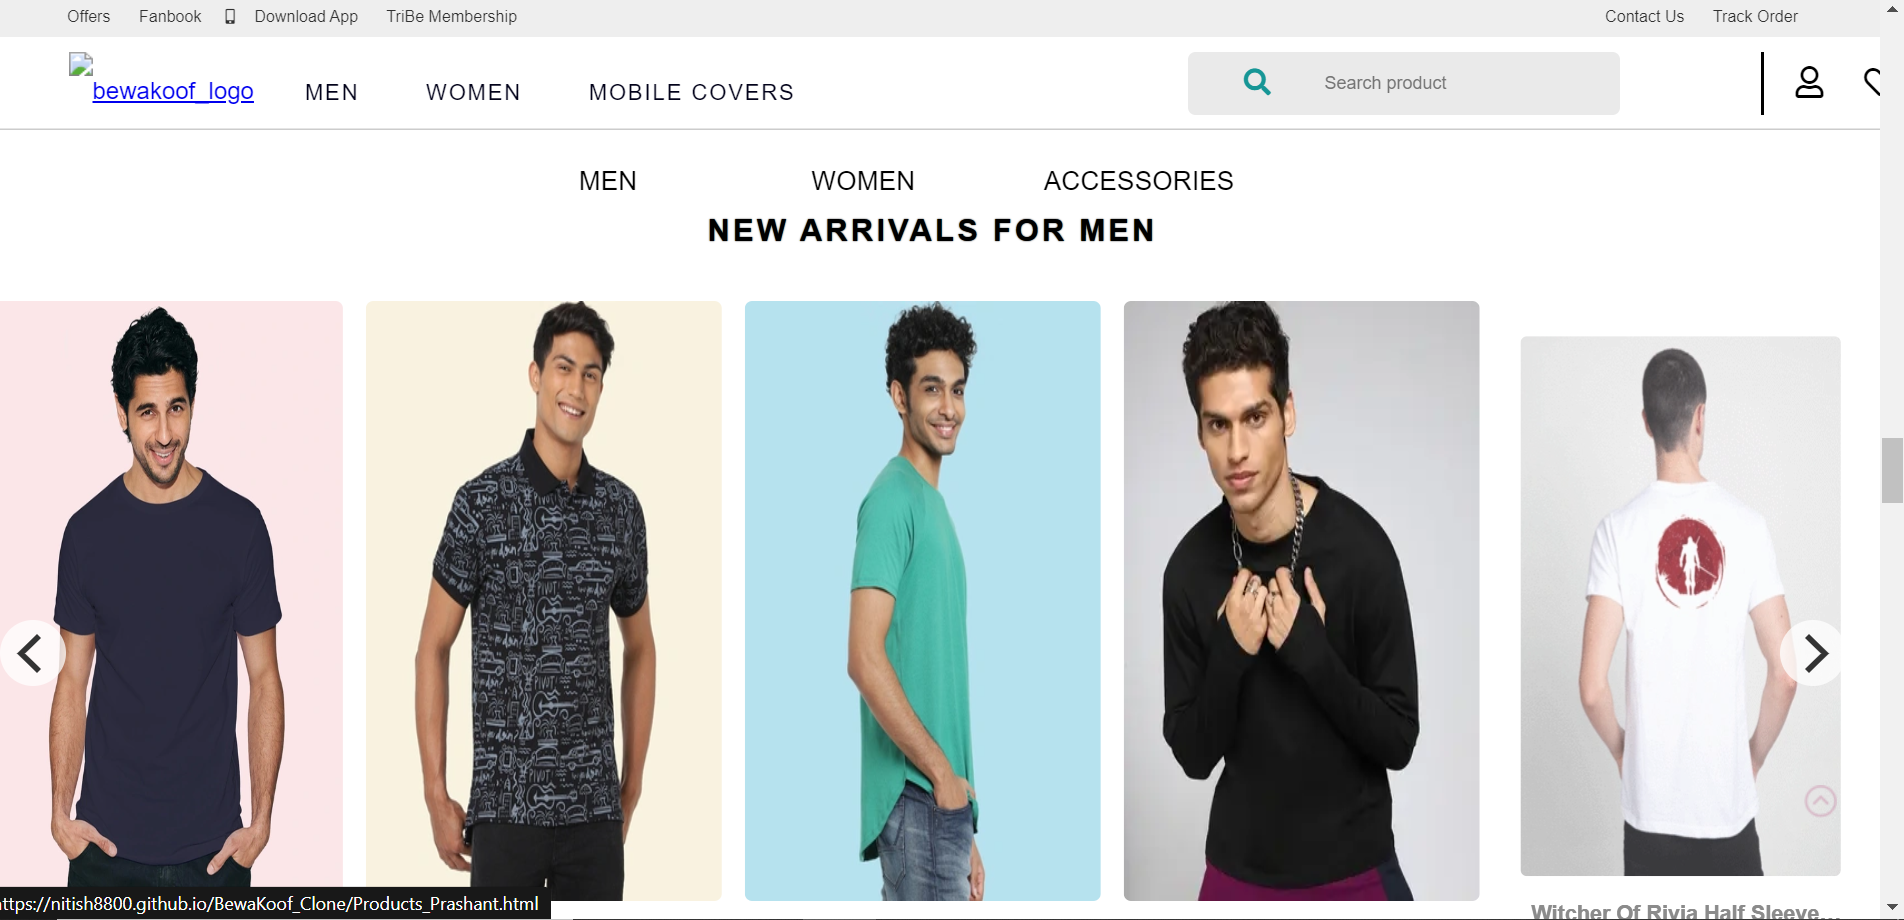 Offers Fanbook Download App TriBe Membership Contact Us Track Order
bewakoof_logo MEN WOMEN MOBILE COVERS Search product
MEN WOMEN ACCESSORIES
NEW ARRIVALS FOR MEN
PIVOT!
Witcher Of Rivia Half Sleeve...
ttps://nitish8800.github.io/BewaKoof_Clone/Products_Prashant.html